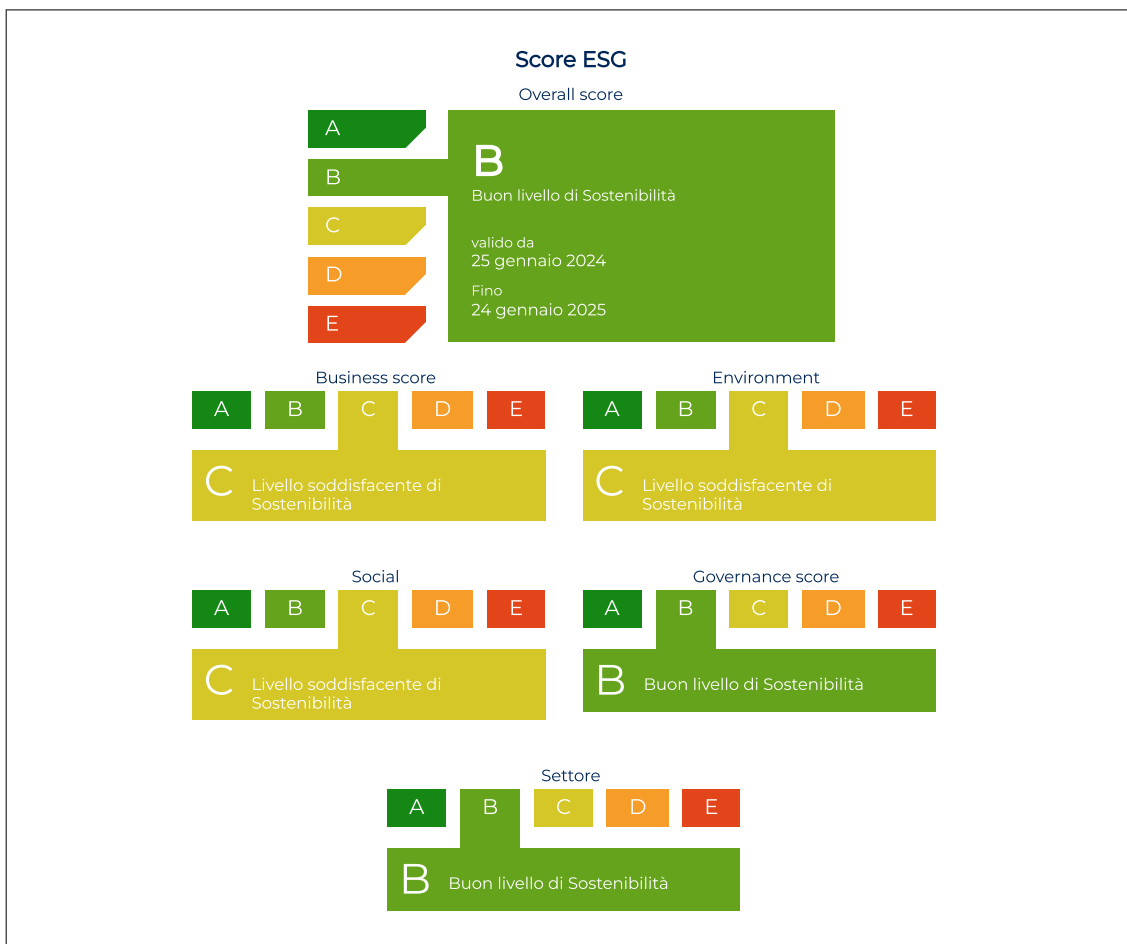 Score ESG
Overall score
A
B
C
D
E
B
Buon livello di Sostenibilità
valido da
25 gennaio 2024
Fino
24 gennaio 2025
Business score
A B C D E
C Livello soddisfacente di
Sostenibilità
Environment
A B C D E
C Livello soddisfacente di
Sostenibilità
Social
A B C D E
C Livello soddisfacente di
Sostenibilità
Governance score
A B C D E
B Buon livello di Sostenibilità
Settore
A B C D E
B Buon livello di Sostenibilità